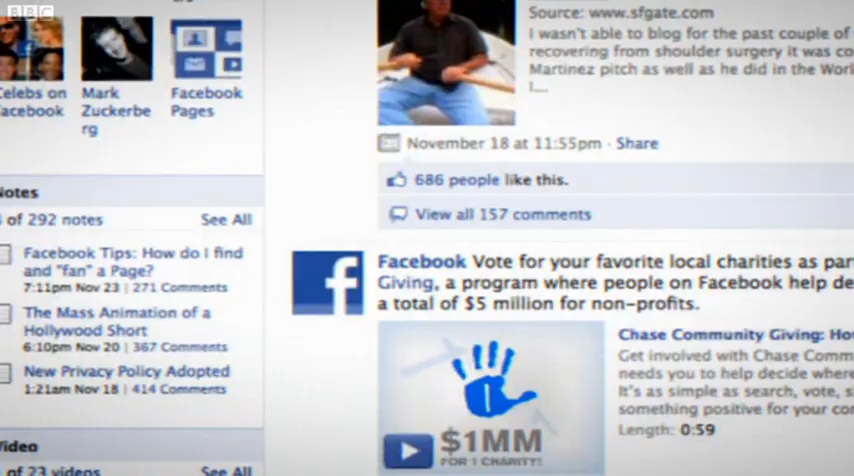 BBC
Celebs on
Facebook
Mark
Zuckerbe
rg
Facebook
Pages
Notes
of 292 notes
See All
Facebook Tips: How do I find
and "fan" a Page?
7:11pm Nov 23 | 271 Comments
The Mass Animation of a
Hollywood Short
6:10pm Nov 20 | 367 Comments
New Privacy Policy Adopted
1:21am Nov 18 | 414 Comments
Video
of 23 videos
See All
Source: www.sfgate.com
I wasn't able to blog for the past couple of
recovering from shoulder surgery it was co
Martinez pitch as well as he did in the Worl
I...
November 18 at 11:55pm · Share
686 people like this.
View all 157 comments
f
Facebook Vote for your favorite local charities as par
Giving, a program where people on Facebook help de
a total of $5 million for non-profits.
$1MM
FOR 1 CHARITY!
Chase Community Giving: Ho
Get involved with Chase Comm
needs you to help decide where
It's as simple as search, vote, s
something positive for your co
Length: 0:59